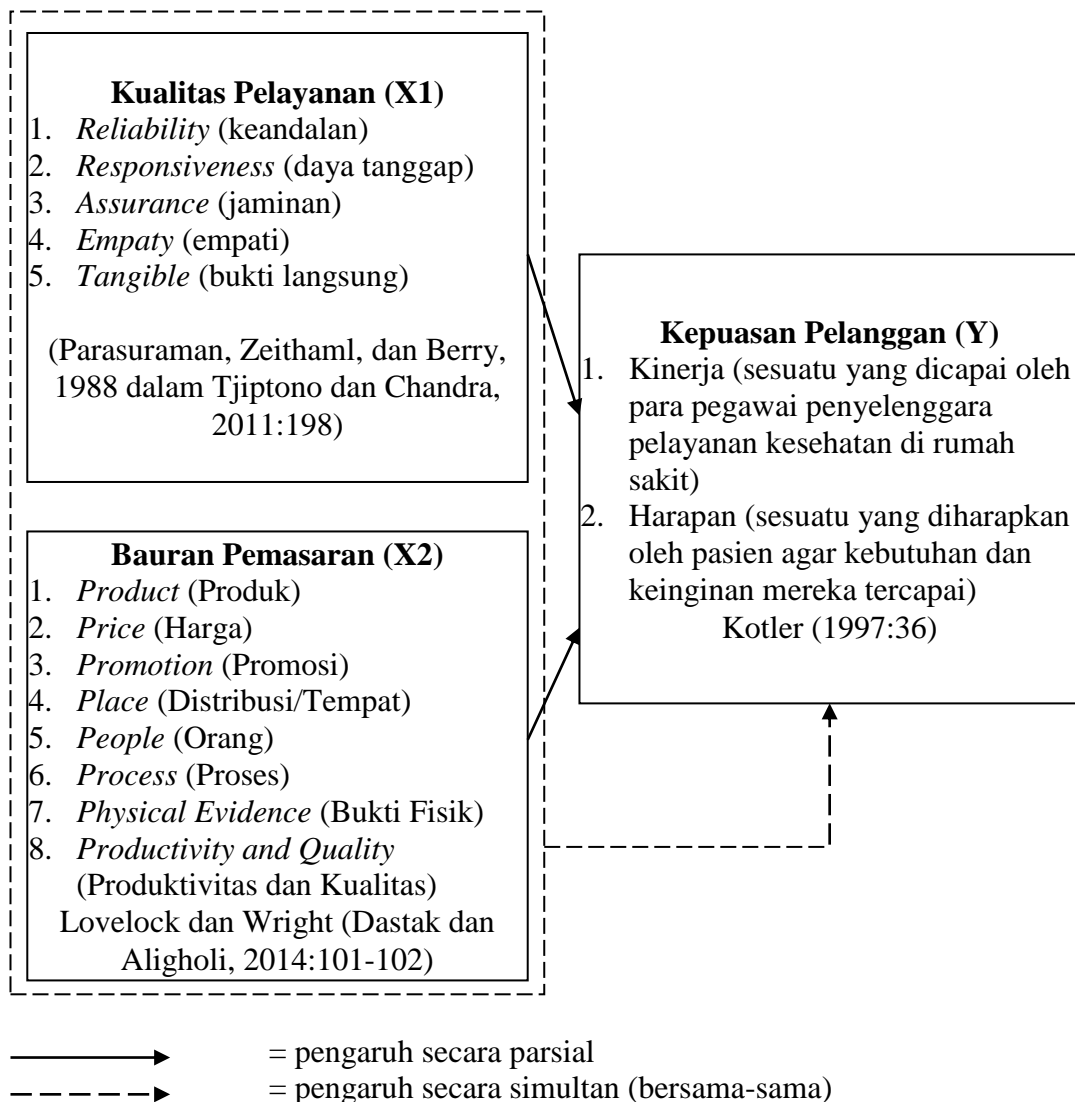 Kualitas Pelayanan (X1)
1. Reliability (keandalan)
2. Responsiveness (daya tanggap)
3. Assurance (jaminan)
4. Empaty (empati)
5. Tangible (bukti langsung)
(Parasuraman, Zeithaml, dan Berry,
1988 dalam Tjiptono dan Chandra,
2011:198)
Bauran Pemasaran (X2)
1. Product (Produk)
2. Price (Harga)
3. Promotion (Promosi)
4. Place (Distribusi/Tempat)
5. People (Orang)
6. Process (Proses)
7. Physical Evidence (Bukti Fisik)
8. Productivity and Quality
(Produktivitas dan Kualitas)
Lovelock dan Wright (Dastak dan
Aligholi, 2014:101-102)
Kepuasan Pelanggan (Y)
1. Kinerja (sesuatu yang dicapai oleh
para pegawai penyelenggara
pelayanan kesehatan di rumah
sakit)
2. Harapan (sesuatu yang diharapkan
oleh pasien agar kebutuhan dan
keinginan mereka tercapai)
Kotler (1997:36)
= pengaruh secara parsial
= pengaruh secara simultan (bersama-sama)